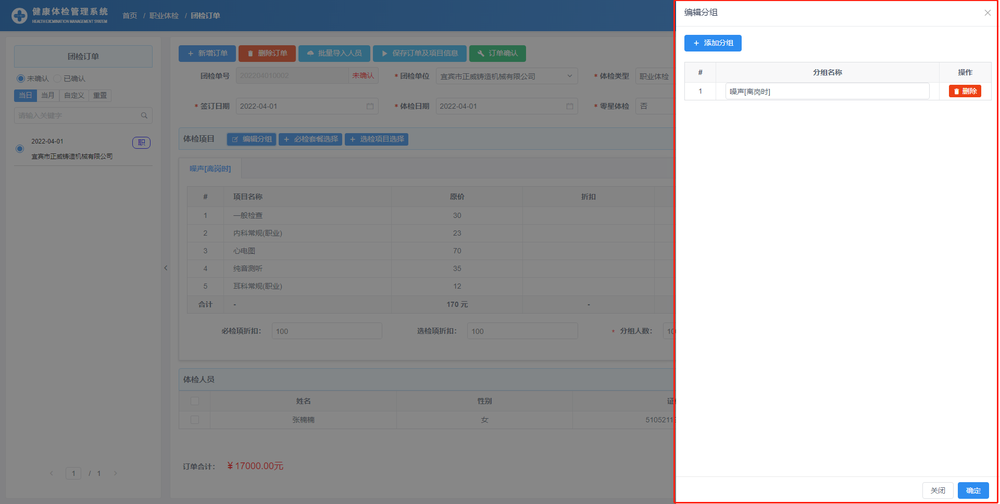 健康体检管理系统
HEALTH EXCMINATION MANAGEMENT SYATEM
首页 / 职业体检 / 团检订单
团检订单
未确认 已确认
当日 当月 自定义 重置
请输入关键字
2022-04-01 职
宜宾市正威铸造机械有限公司
1 / 1
新增订单 删除订单 批量导入人员 保存订单及项目信息 订单确认
团检单号 202204010002 未确认 * 团检单位 宜宾市正威铸造机械有限公司 * 体检类型 职业体检
* 签订日期 2022-04-01 * 体检日期 2022-04-01 * 零星体检 否
体检项目 编辑分组 + 必检套餐选择 + 选检项目选择
噪声[离岗时]
# 项目名称 原价 折扣
1 一般检查 30
2 内科常规(职业) 23
3 心电图 70
4 纯音测听 35
5 耳科常规(职业) 12
合计 - 170 元 -
必检项折扣： 100 选检项折扣： 100 * 分组人数： 10
体检人员
姓名 性别 证
张楠楠 女 5105211
订单合计： ¥ 17000.00元
编辑分组
+ 添加分组
# 分组名称 操作
1 噪声[离岗时] 删除
关闭 确定